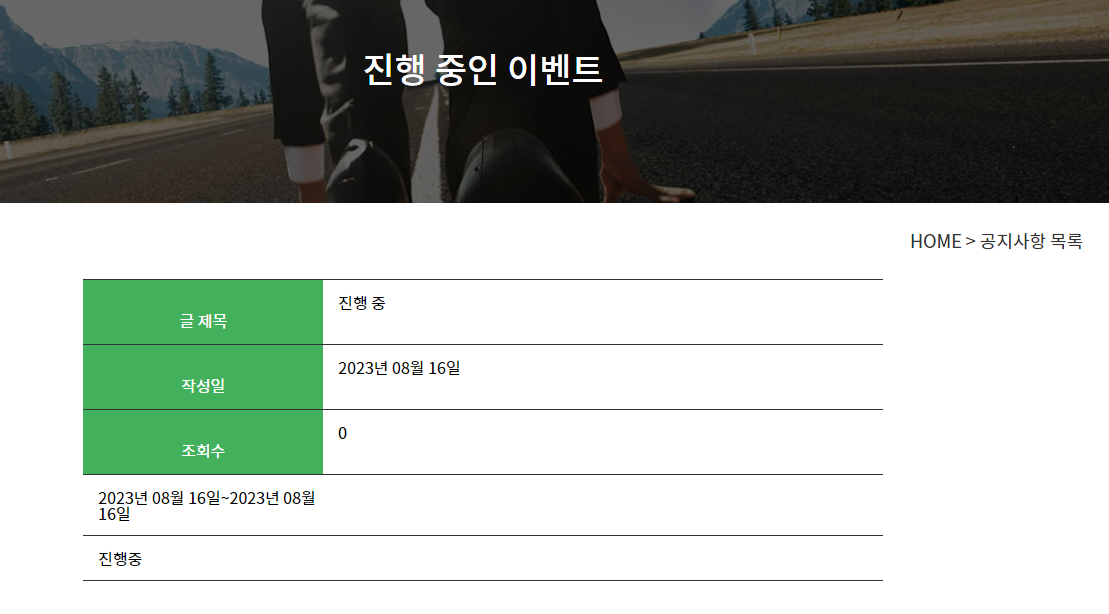 진행 중인 이벤트
HOME > 공지사항 목록
글 제목
진행 중
작성일
2023년 08월 16일
조회수
0
2023년 08월 16일~2023년 08월
16일
진행중